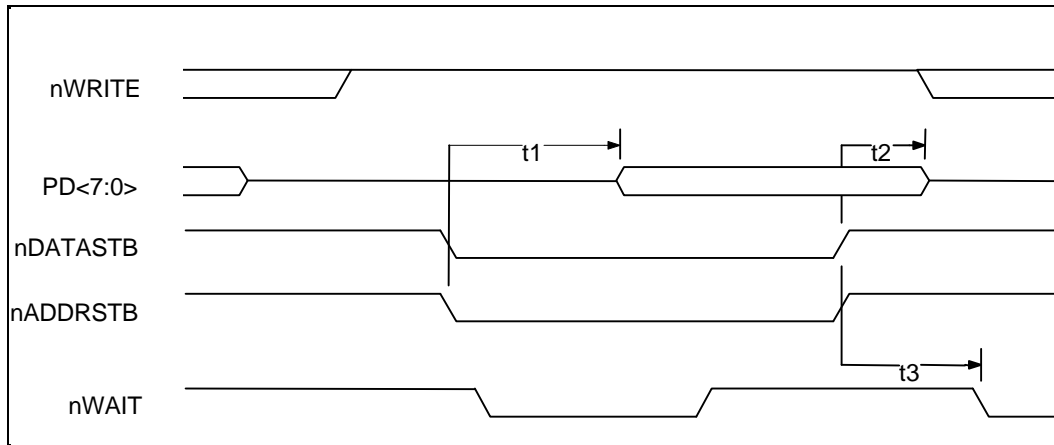 nWRITE
t1
t2
PD<7:0>
nDATASTB
nADDRSTB
t3
nWAIT